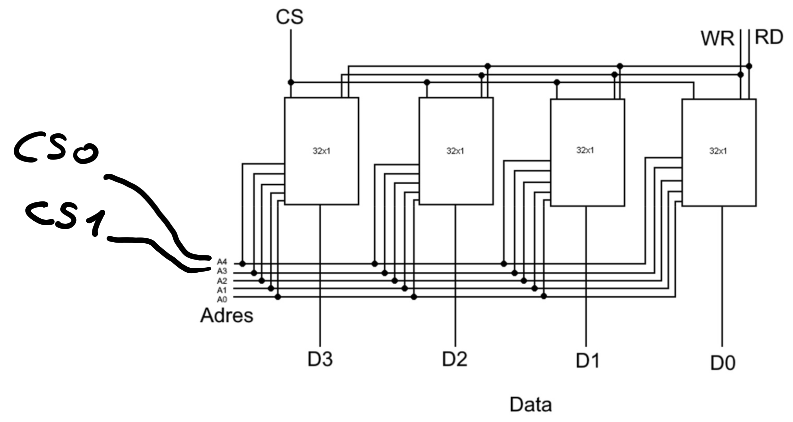 CS
WR RD
32x1 32x1 32x1 32x1
CS0
CS1
A4
A3
A2
A1
A0
Adres
D3 D2 D1 D0
Data